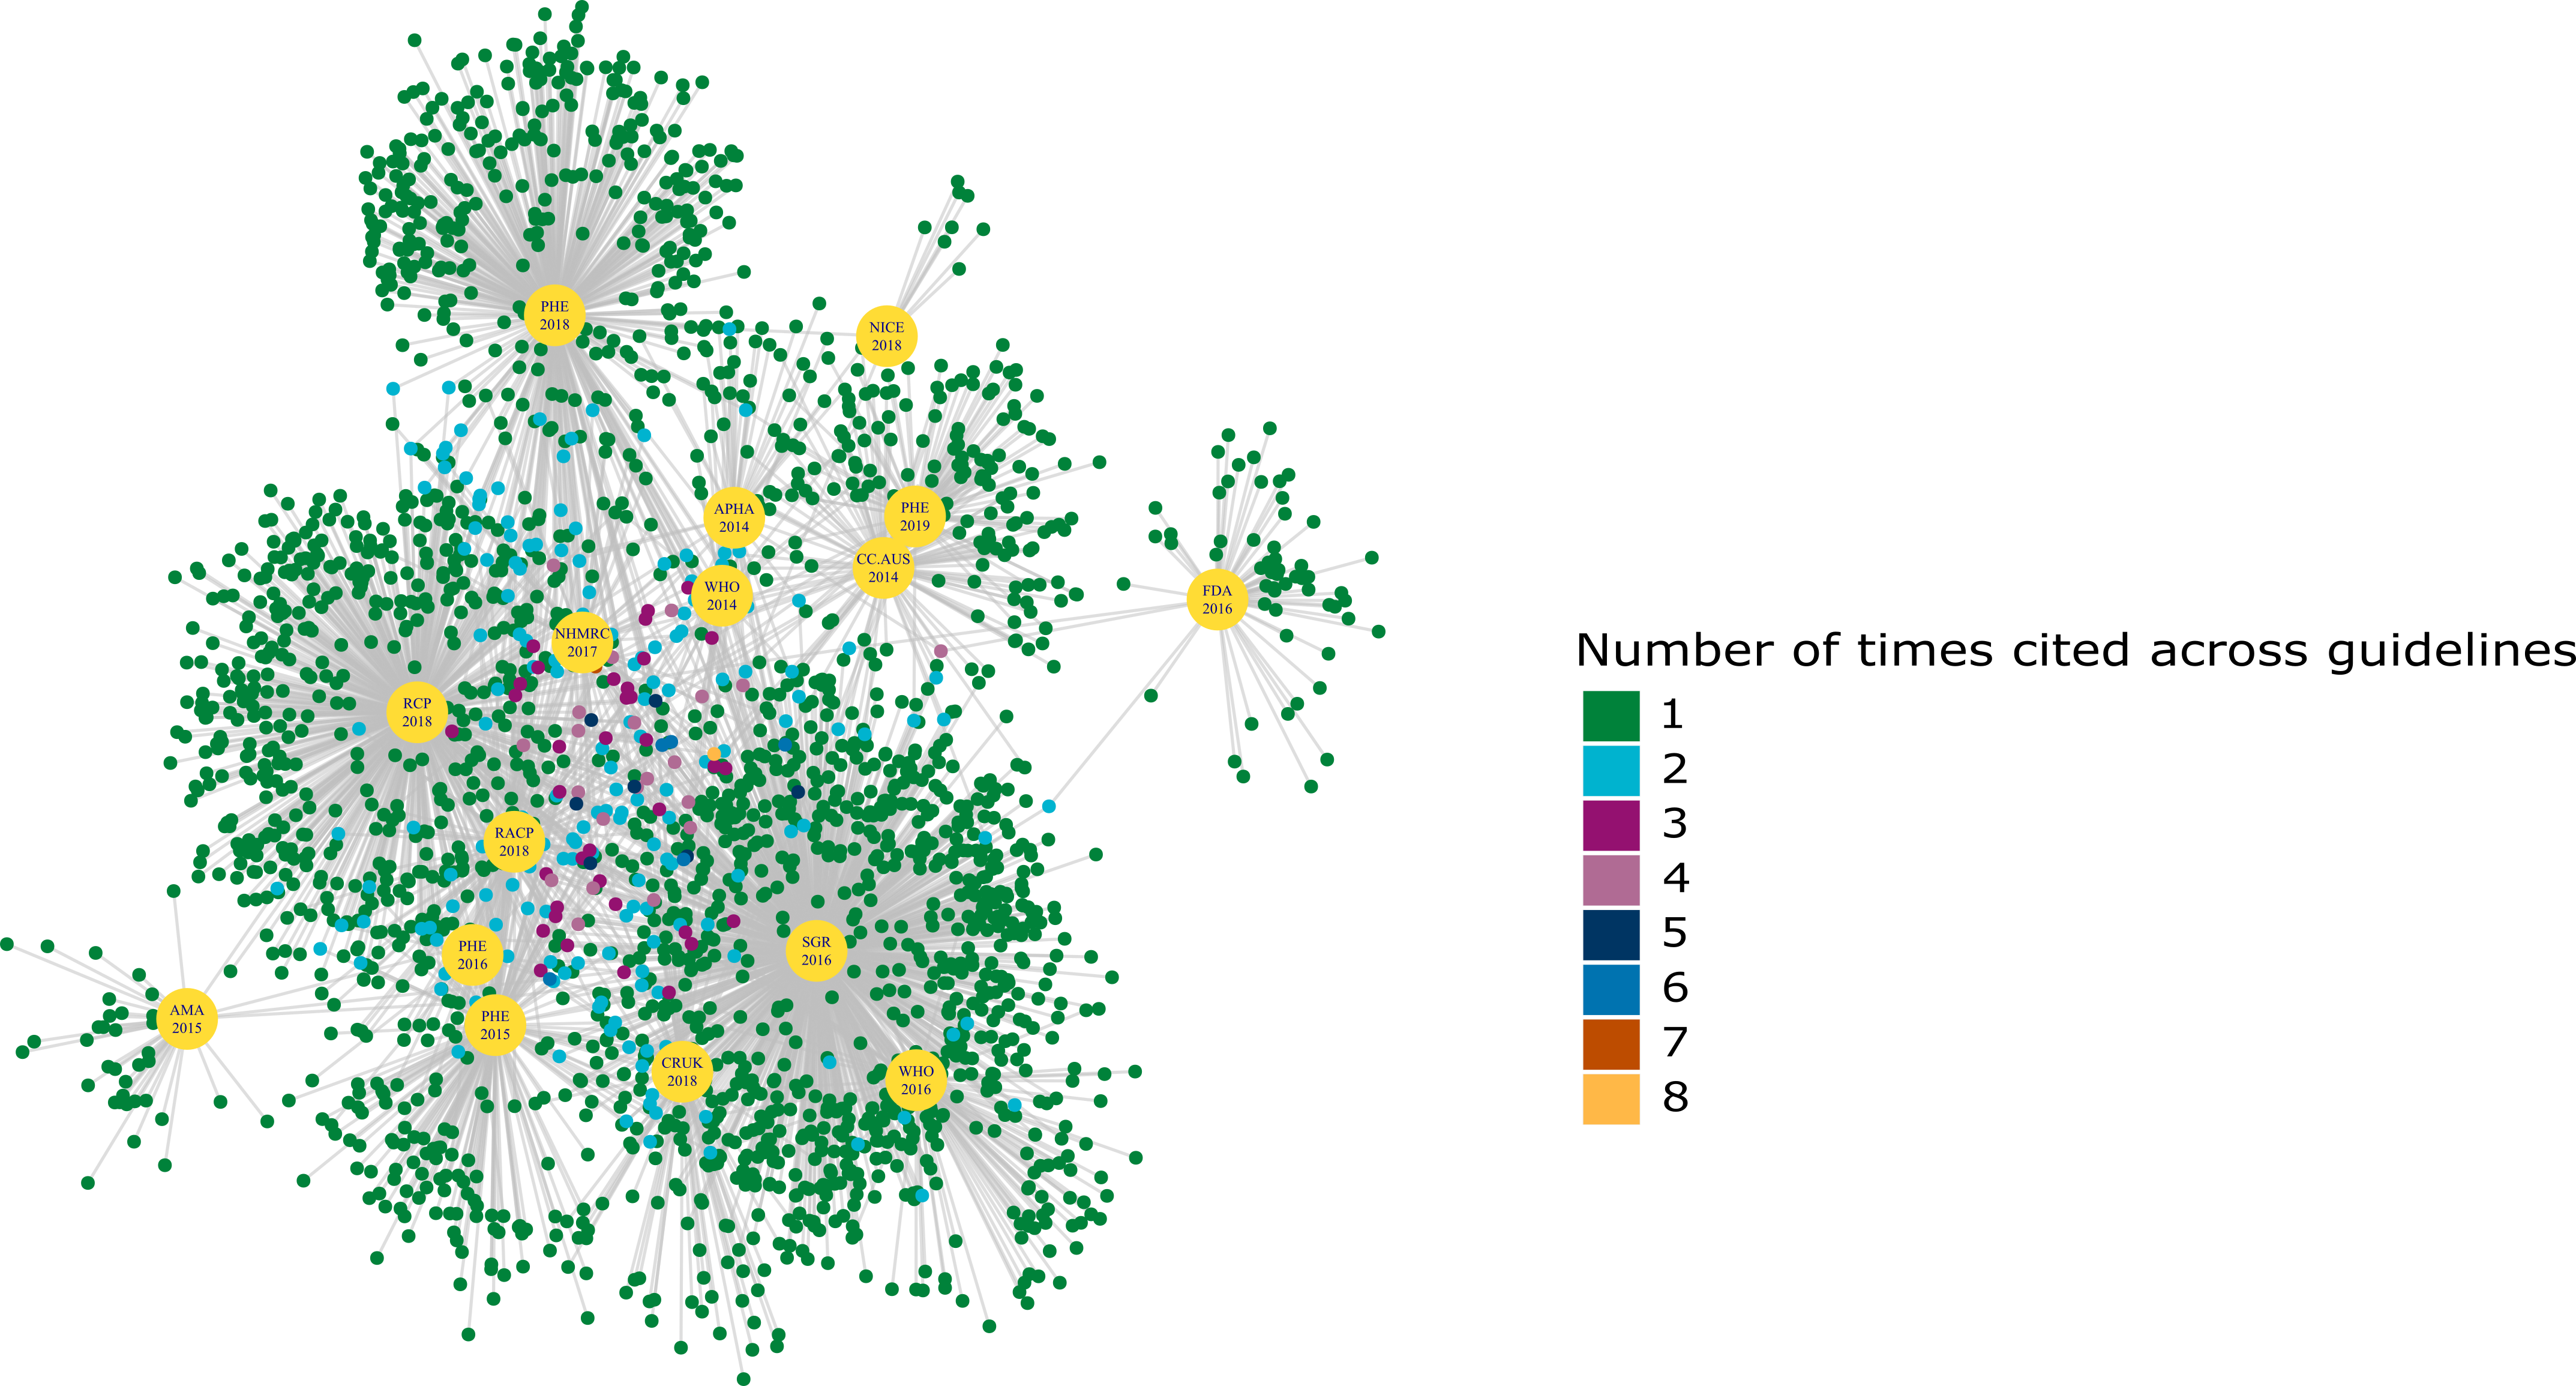 PHE
2018
NICE
2018
APHA
2014
PHE
2019
CC.AUS
2014
WHO
2014
FDA
2016
NHMRC
2017
RCP
2018
RACP
2018
PHE
2016
SGR
2016
AMA
2015
PHE
2015
CRUK
2018
WHO
2016
Number of times cited across guidelines
1
2
3
4
5
6
7
8